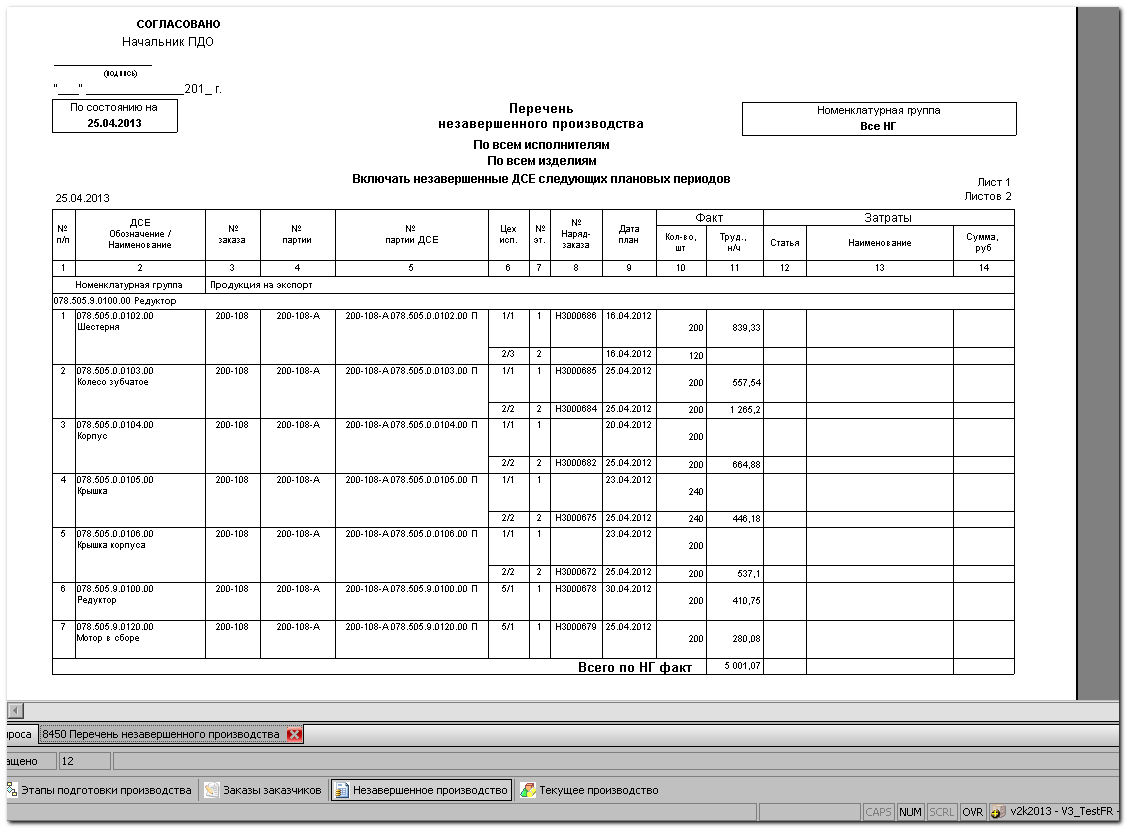 СОГЛАСОВАНО
Начальник ПДО
(подпись)
"___" _______________201_ г.
По состоянию на
25.04.2013
Перечень
незавершенного производства
Номенклатурная группа
Все НГ
По всем исполнителям
По всем изделиям
Включать незавершенные ДСЕ следующих плановых периодов
Лист 1
25.04.2013
Листов 2
№ п/п ДСЕ Обозначение / Наименование № заказа № партии № партии ДСЕ Цех исп. № эт. № Наряд-заказа Дата план Факт Кол-во, шт Труд., н/ч Затраты Статья Наименование Сумма, руб
1 2 3 4 5 6 7 8 9 10 11 12 13 14
Номенклатурная группа Продукция на экспорт
078.505.9.0100.00 Редуктор
1 078.505.0.0102.00 200-108 200-108-А 200-108-А078.505.0.0102.00 П 1/1 1 Н3000686 16.04.2012
Шестерня 200 839,33
2/3 2 16.04.2012 120
2 078.505.0.0103.00 200-108 200-108-А 200-108-А078.505.0.0103.00 П 1/1 1 Н3000685 25.04.2012
Колесо зубчатое 200 557,54
2/2 2 Н3000684 25.04.2012 200 1 265,2
3 078.505.0.0104.00 200-108 200-108-А 200-108-А078.505.0.0104.00 П 1/1 1 20.04.2012
Корпус 200
2/2 2 Н3000682 25.04.2012 200 664,88
4 078.505.0.0105.00 200-108 200-108-А 200-108-А078.505.0.0105.00 П 1/1 1 23.04.2012
Крышка 240
2/2 2 Н3000675 25.04.2012 240 446,18
5 078.505.0.0106.00 200-108 200-108-А 200-108-А078.505.0.0106.00 П 1/1 1 23.04.2012
Крышка корпуса 200
2/2 2 Н3000672 25.04.2012 200 537,1
6 078.505.9.0100.00 200-108 200-108-А 200-108-А078.505.9.0100.00 П 5/1 1 Н3000678 30.04.2012
Редуктор 200 410,75
7 078.505.9.0120.00 200-108 200-108-А 200-108-А078.505.9.0120.00 П 5/1 1 Н3000679 25.04.2012
Мотор в сборе 200 280,08
Всего по НГ факт 5 001,07
проса 8450 Перечень незавершенного производства
ащено 12
Этапы подготовки производства Заказы заказчиков Незавершенное производство Текущее производство
CAPS NUM SCRL OVR v2k2013 - V3_TestFR -